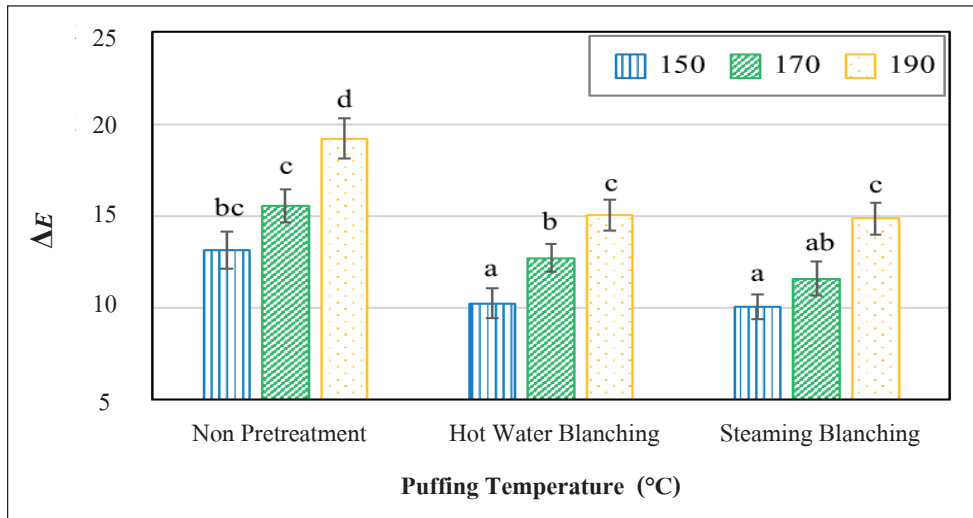 25
20
15
10
5
ΔE
150 170 190
bc c d
a b c
a ab c
Non Pretreatment Hot Water Blanching Steaming Blanching
Puffing Temperature (°C)